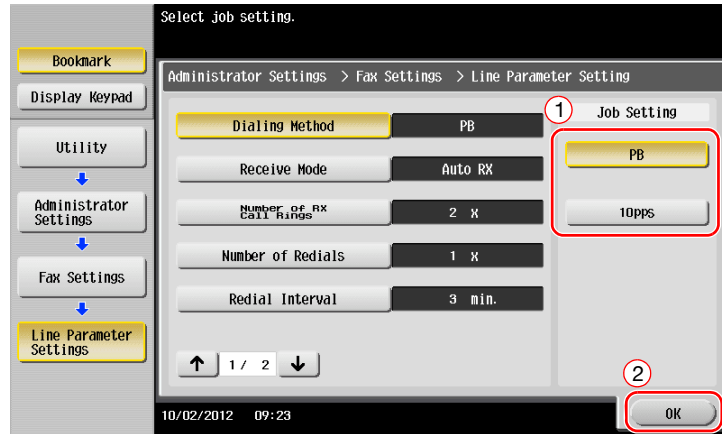 Select job setting.
Bookmark
Display Keypad
Utility
Administrator
Settings
Fax Settings
Line Parameter
Settings
Administrator Settings > Fax Settings > Line Parameter Setting
Dialing Method PB
Receive Mode Auto RX
Number of RX
Call Rings 2 X
Number of Redials 1 X
Redial Interval 3 min.
↑ 1/ 2 ↓
1 Job Setting
PB
10pps
2
OK
10/02/2012 09:23